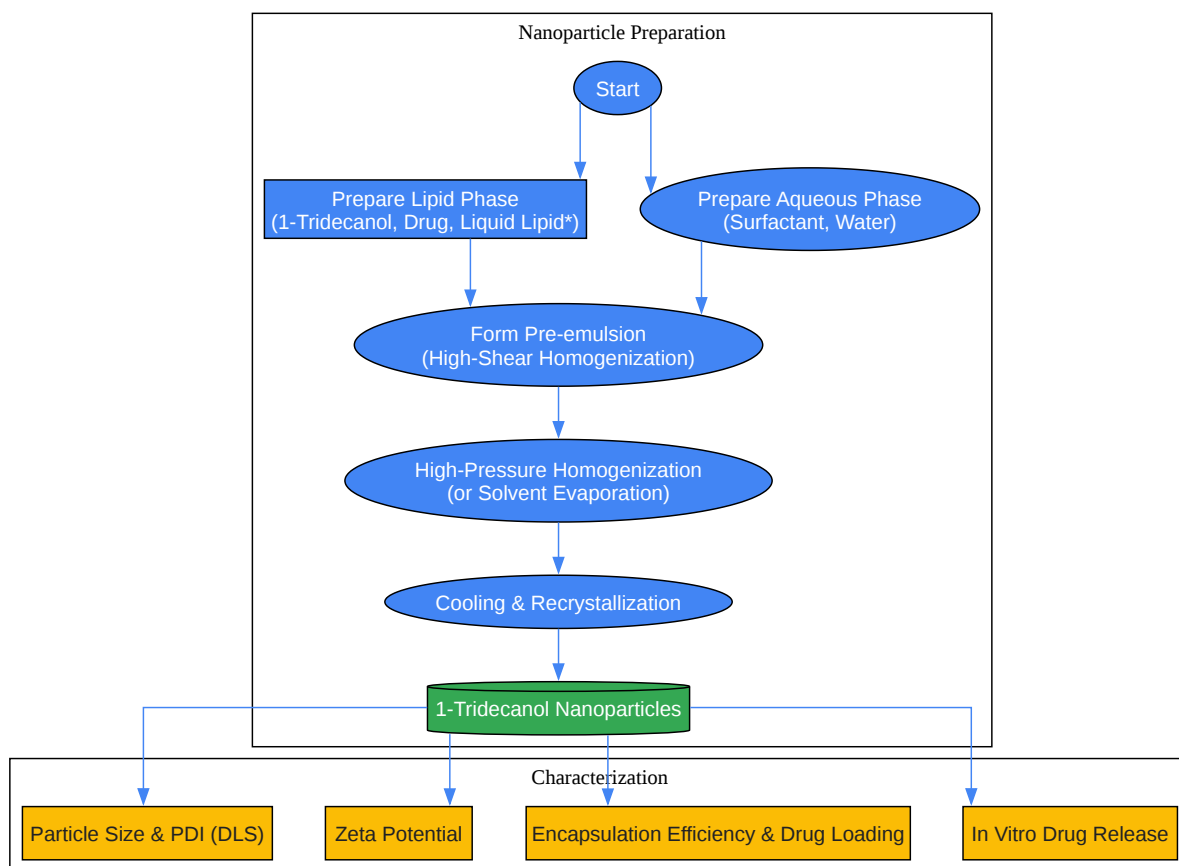 Nanoparticle Preparation
Start
Prepare Lipid Phase
(1-Tridecanol, Drug, Liquid Lipid*)
Prepare Aqueous Phase
(Surfactant, Water)
Form Pre-emulsion
(High-Shear Homogenization)
High-Pressure Homogenization
(or Solvent Evaporation)
Cooling & Recrystallization
1-Tridecanol Nanoparticles
Characterization
Particle Size & PDI (DLS)
Zeta Potential
Encapsulation Efficiency & Drug Loading
In Vitro Drug Release